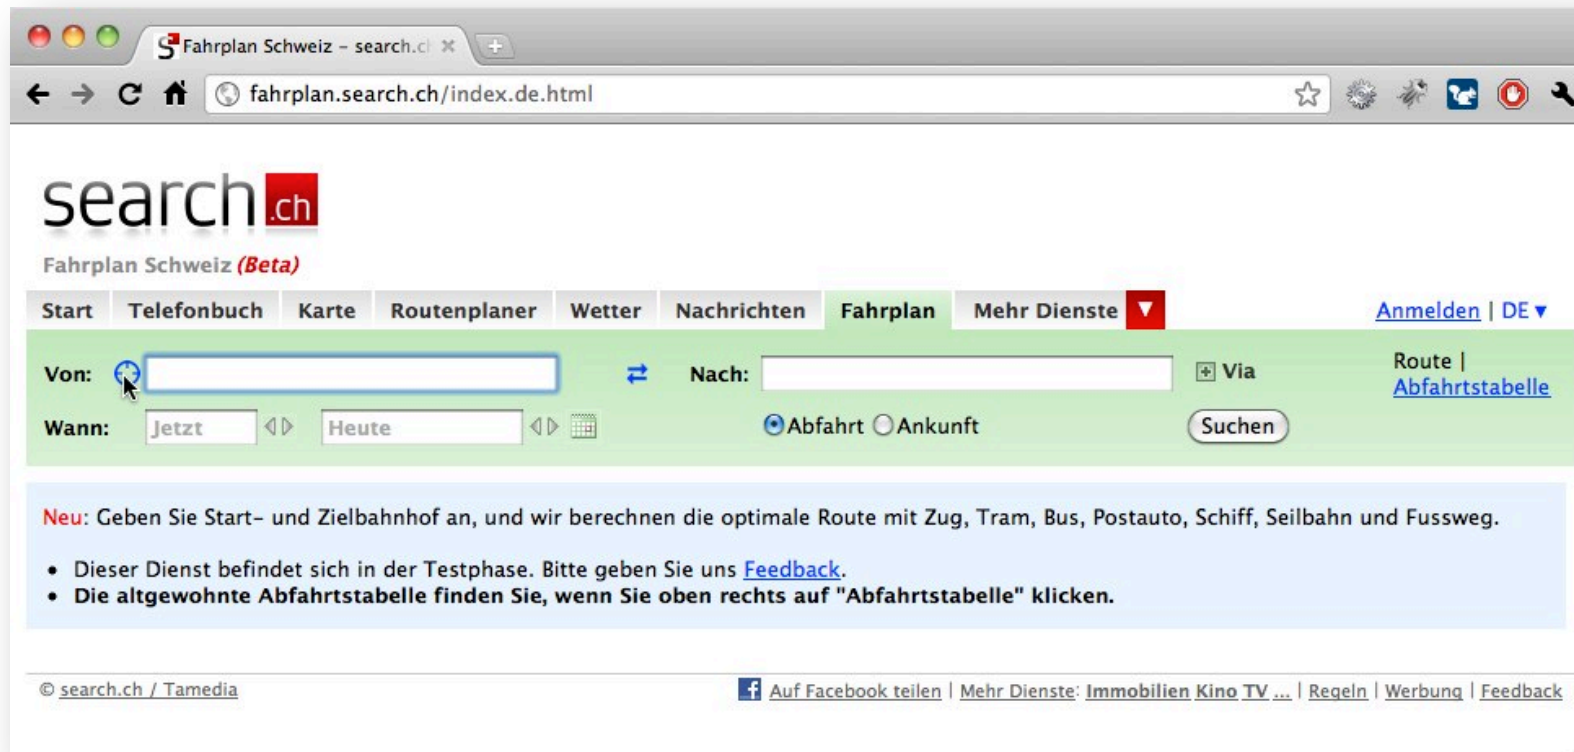 Fahrplan Schweiz – search.c
fahrplan.search.ch/index.de.html
search.ch
Fahrplan Schweiz (Beta)
Start Telefonbuch Karte Routenplaner Wetter Nachrichten Fahrplan Mehr Dienste Anmelden | DE
Von: Nach: Via Route |
Abfahrtstabelle
Wann: Jetzt Heute Abfahrt Ankunft Suchen
Neu: Geben Sie Start– und Zielbahnhof an, und wir berechnen die optimale Route mit Zug, Tram, Bus, Postauto, Schiff, Seilbahn und Fussweg.
• Dieser Dienst befindet sich in der Testphase. Bitte geben Sie uns Feedback.
• Die altgewohnte Abfahrtstabelle finden Sie, wenn Sie oben rechts auf "Abfahrtstabelle" klicken.
© search.ch / Tamedia Auf Facebook teilen | Mehr Dienste: Immobilien Kino TV ... | Regeln | Werbung | Feedback